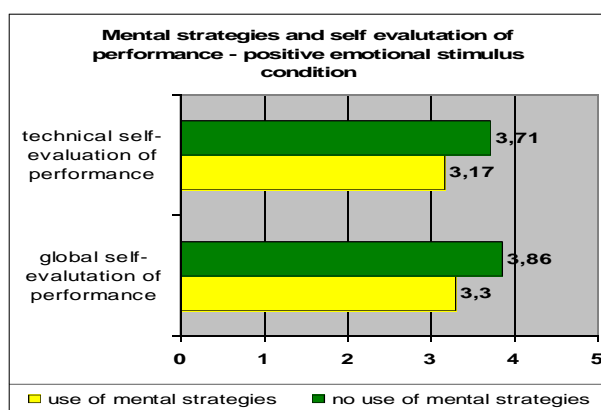 Mental strategies and self evalutation of
performance - positive emotional stimulus
condition
technical self-
evaluation of
performance
3,71
3,17
global self-
evalutation of
performance
3,86
3,3
0 1 2 3 4 5
use of mental strategies no use of mental strategies